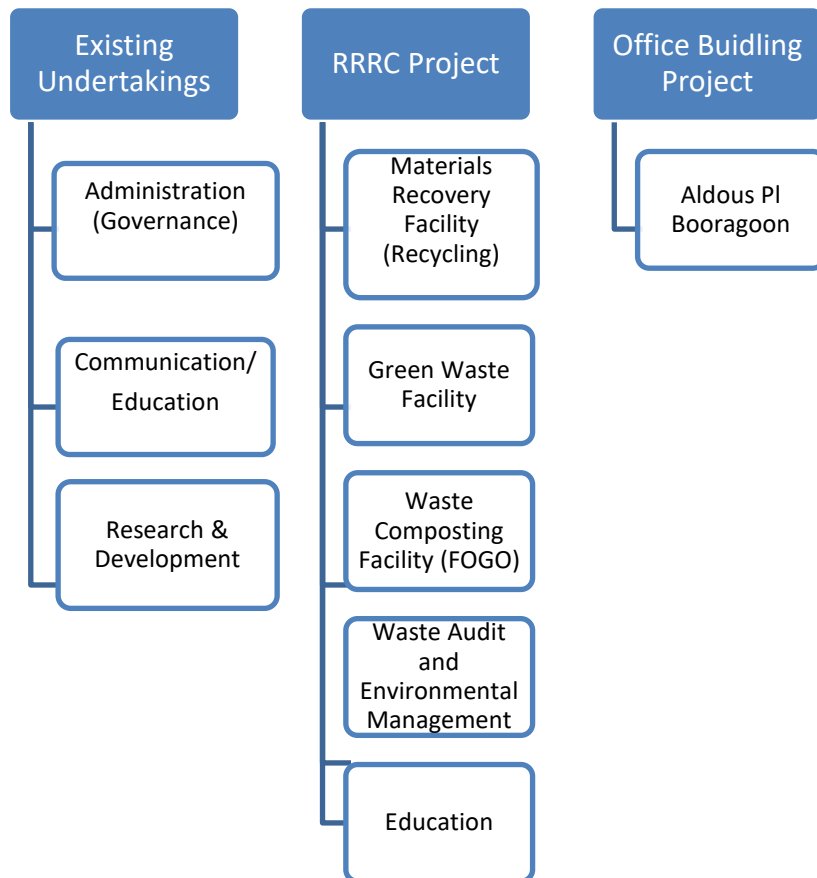 Existing
Undertakings
Administration
(Governance)
Communication/
Education
Research &
Development
RRRC Project
Materials
Recovery
Facility
(Recycling)
Green Waste
Facility
Waste
Composting
Facility (FOGO)
Waste Audit
and
Environmental
Management
Education
Office Buidling
Project
Aldous Pl
Booragoon